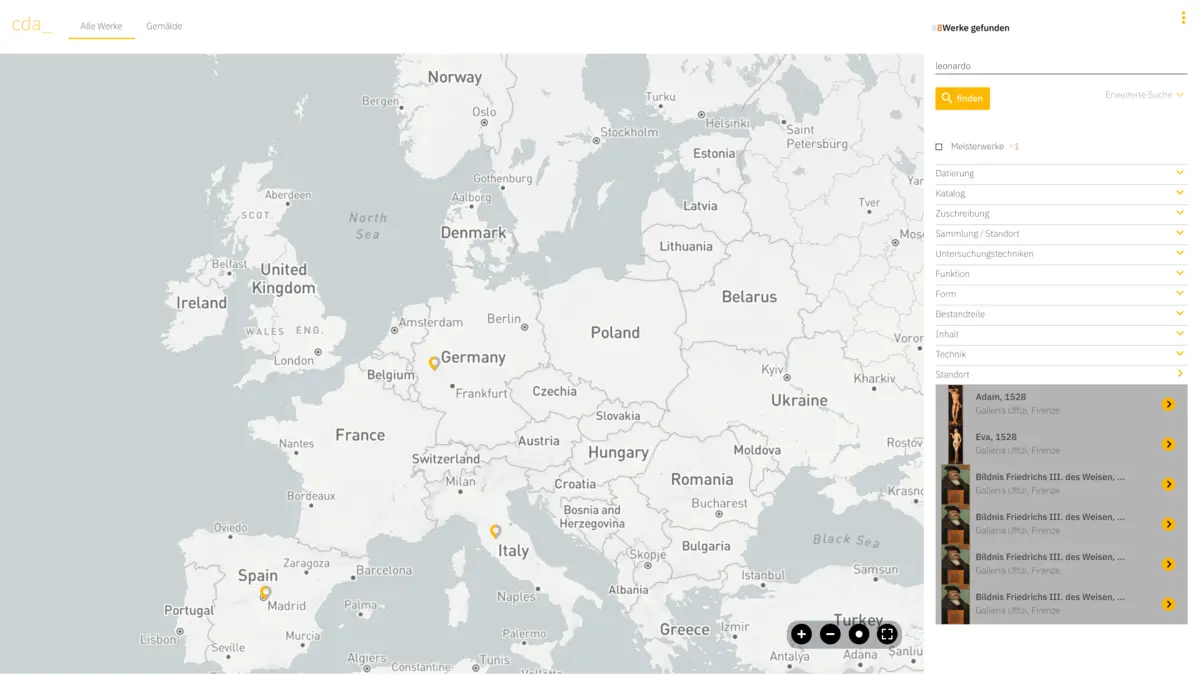 cda_
Alle Werke
Gemälde
#8Werke gefunden
leonardo
finden
Erweiterte Suche
Meisterwerke
1
Datierung
Katalog
Zuschreibung
Sammlung / Standort
Untersuchungstechniken
Funktion
Form
Bestandteile
Inhalt
Technik
Standort
Adam, 1528
Galleria Uffizi, Firenze
Eva, 1528
Galleria Uffizi, Firenze
Bildnis Friedrichs III. des Weisen, ...
Galleria Uffizi, Firenze
Bildnis Friedrichs III. des Weisen, ...
Galleria Uffizi, Firenze
Bildnis Friedrichs III. des Weisen, ...
Galleria Uffizi, Firenze
Bildnis Friedrichs III. des Weisen, ...
Galleria Uffizi, Firenze
Norway
Bergen
Oslo
Turku
Helsinki
Stockholm
Saint
Petersburg
Estonia
Gothenburg
Aalborg
Aberdeen
SCOT.
North
Sea
Denmark
Latvia
Tver
Lithuania
Belfast
United
Kingdom
Ireland
WALES
ENG.
London
Amsterdam
Berlin
Belarus
Poland
Germany
Belgium
Frankfurt
Czechia
Kyiv
Kharkiv
Ukraine
Slovakia
France
Nantes
Austria
Hungary
Moldova
Switzerland
Milan
Croatia
Romania
Bordeaux
Bosnia and
Herzegovina
Bucharest
Oviedo
Italy
Bulgaria
Black Sea
Zaragoza
Barcelona
Skopje
Spain
Istanbul
Samsun
Madrid
Naples
Albania
Portugal
Palma
Turkey
Lisbon
Murcia
Palermo
Greece
Izmir
Seville
Algiers
Constantine
Tunis
Antalya
Adana